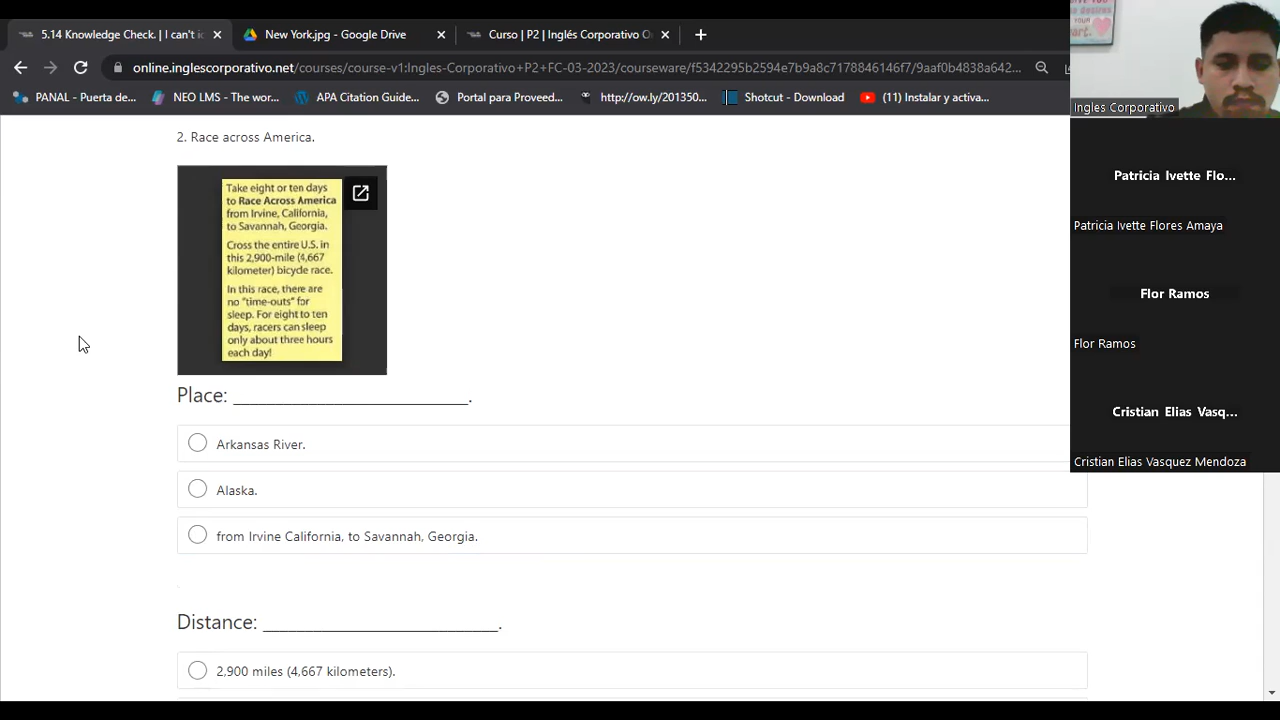 5.14 Knowledge Check. | I can't i
New York.jpg - Google Drive
Curso | P2 | Inglés Corporativo
online.inglescorporativo.net/courses/course-v1:Ingles-Corporativo+P2+FC-03-2023/courseware/f5342295b2594e7b9a8c7178846146f7/9aaf0b4838a642...
PANAL - Puerta de...
NEO LMS - The wor...
APA Citation Guide...
Portal para Proveed...
http://ow.ly/201350...
Shotcut - Download
(11) Instalar y activa...
2. Race across America.
Take eight or ten days
to Race Across America
from Irvine, California,
to Savannah, Georgia.
Cross the entire U.S. in
this 2,900-mile (4,667
kilometer) bicycle race.
In this race, there are
no "time-outs" for
sleep. For eight to ten
days, racers can sleep
only about three hours
each day!
Place: __________________________.
Arkansas River.
Alaska.
from Irvine California, to Savannah, Georgia.
Distance: __________________________.
2,900 miles (4,667 kilometers).
Ingles Corporativo
Patricia Ivette Flo...
Patricia Ivette Flores Amaya
Flor Ramos
Flor Ramos
Cristian Elias Vasq...
Cristian Elias Vasquez Mendoza